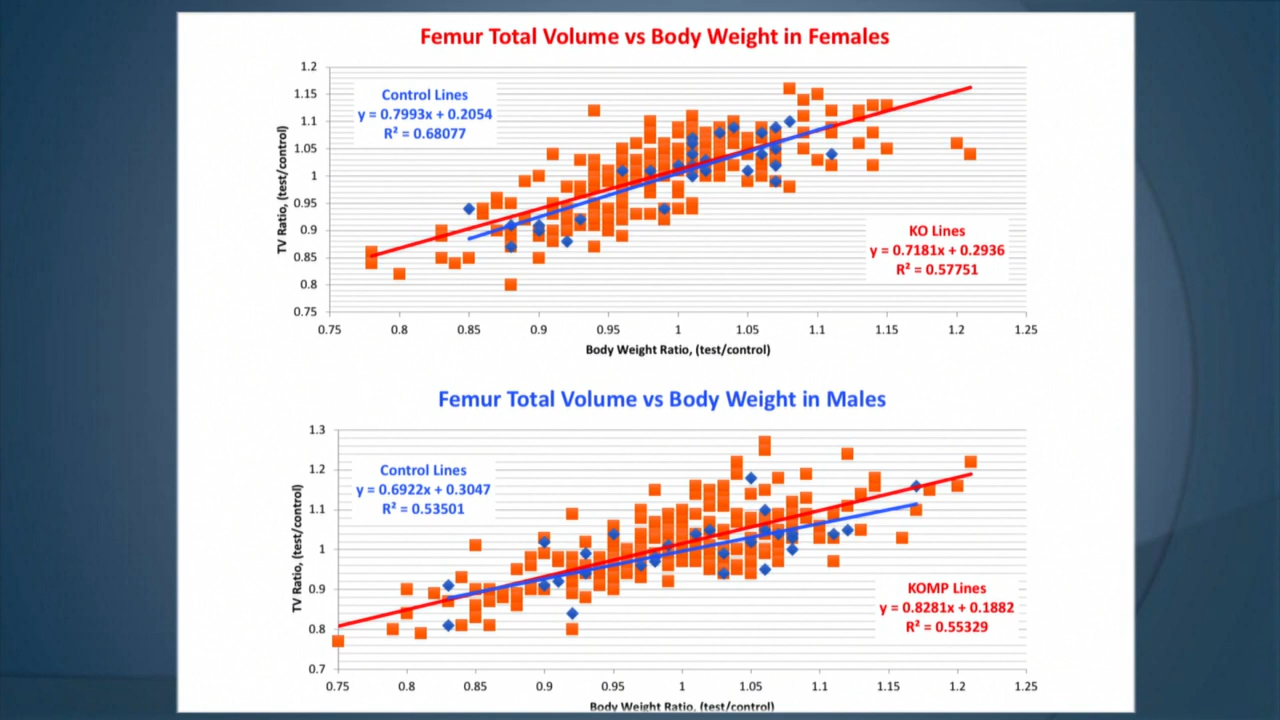 Femur Total Volume vs Body Weight in Females
1.2
1.15
1.1
1.05
1
0.95
0.9
0.85
0.8
0.75
TV Ratio, (test/control)
Control Lines
y = 0.7993x + 0.2054
R² = 0.68077
KO Lines
y = 0.7181x + 0.2936
R² = 0.57751
0.75 0.8 0.85 0.9 0.95 1 1.05 1.1 1.15 1.2 1.25
Body Weight Ratio, (test/control)
Femur Total Volume vs Body Weight in Males
1.3
1.2
1.1
1
0.9
0.8
0.7
TV Ratio, (test/control)
Control Lines
y = 0.6922x + 0.3047
R² = 0.53501
KOMP Lines
y = 0.8281x + 0.1882
R² = 0.55329
0.75 0.8 0.85 0.9 0.95 1 1.05 1.1 1.15 1.2 1.25
Body Weight Ratio, (test/control)